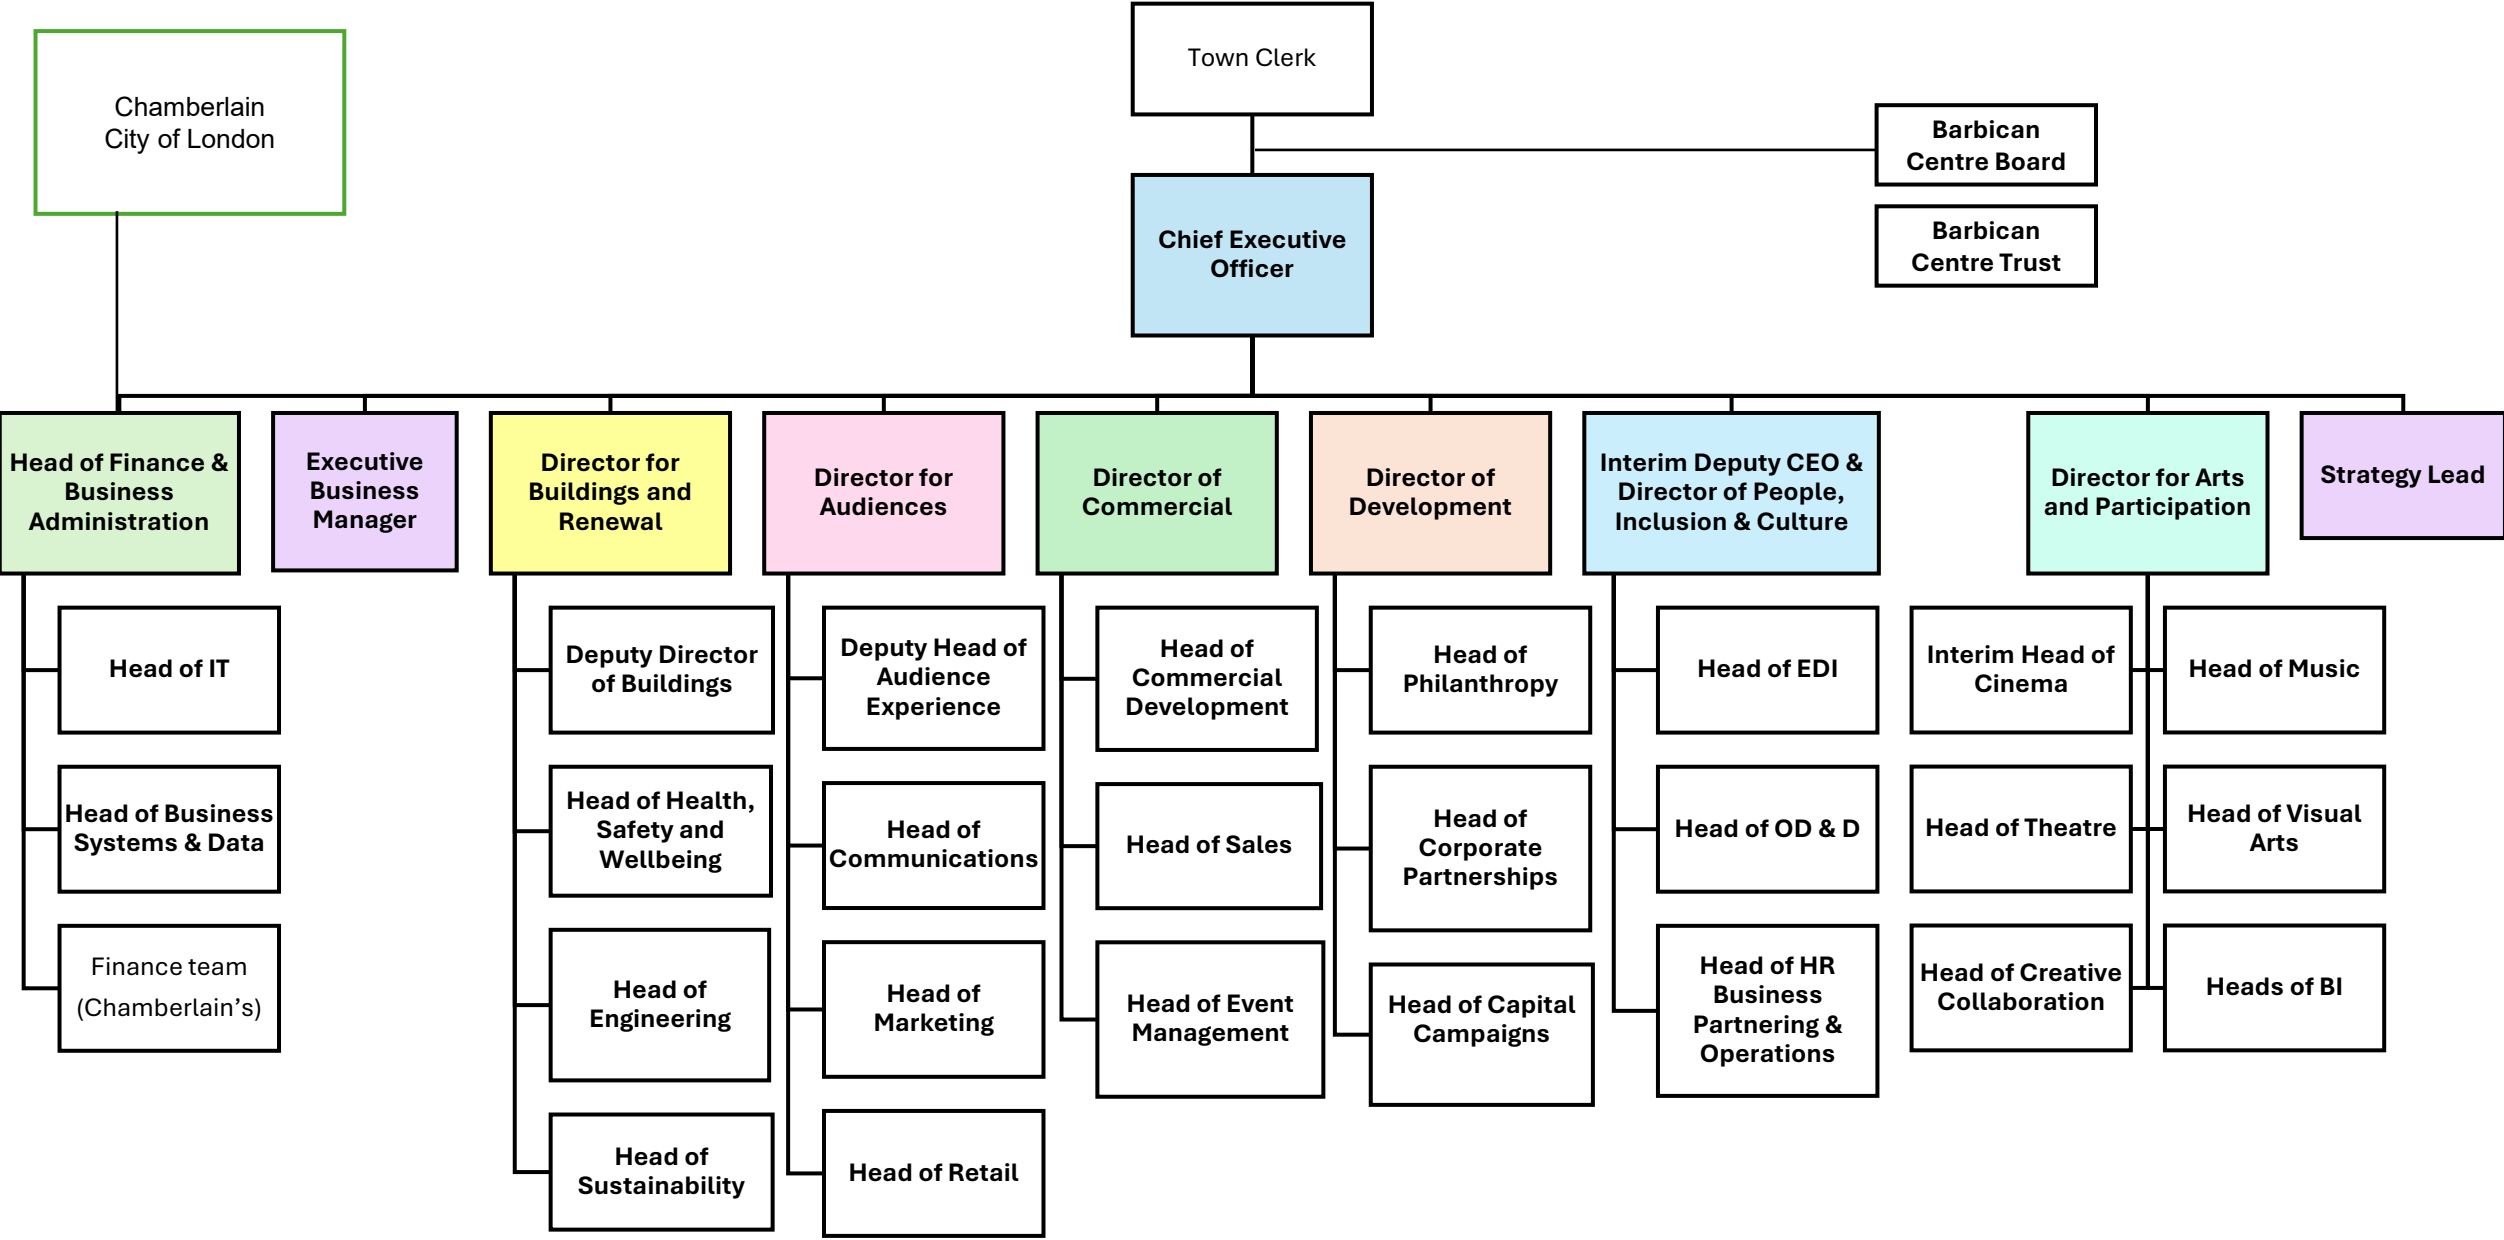 Town Clerk
Chamberlain
City of London
Barbican
Centre Board
Barbican
Centre Trust
Chief Executive
Officer
Head of Finance &
Business
Administration
Executive
Business
Manager
Director for
Buildings and
Renewal
Director for
Audiences
Director of
Commercial
Director of
Development
Interim Deputy CEO &
Director of People,
Inclusion & Culture
Director for Arts
and Participation
Strategy Lead
Head of IT
Head of Business
Systems & Data
Finance team
(Chamberlain’s)
Deputy Director
of Buildings
Head of Health,
Safety and
Wellbeing
Head of
Engineering
Head of
Sustainability
Deputy Head of
Audience
Experience
Head of
Communications
Head of
Marketing
Head of Retail
Head of
Commercial
Development
Head of Sales
Head of Event
Management
Head of
Philanthropy
Head of
Corporate
Partnerships
Head of Capital
Campaigns
Head of EDI
Head of OD & D
Head of HR
Business
Partnering &
Operations
Interim Head of
Cinema
Head of Theatre
Head of Creative
Collaboration
Head of Music
Head of Visual
Arts
Heads of BI